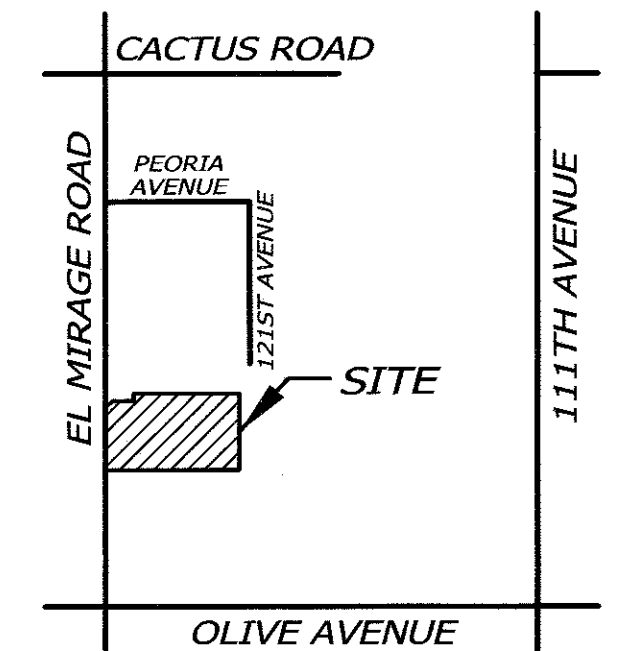 CACTUS ROAD
PEORIA
AVENUE
EL MIRAGE ROAD
121ST AVENUE
111TH AVENUE
SITE
OLIVE AVENUE